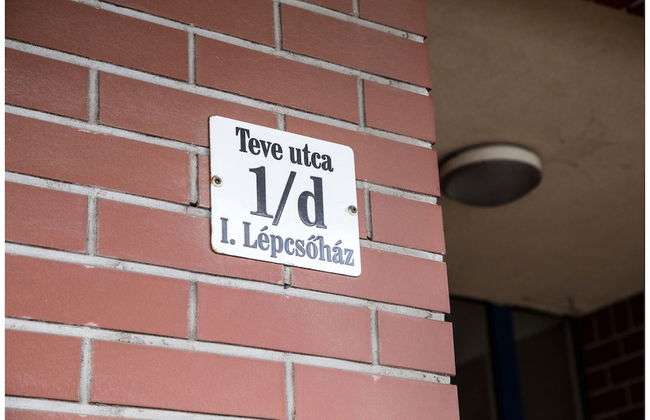 Teve utca
1/d
I. Lépcsőház